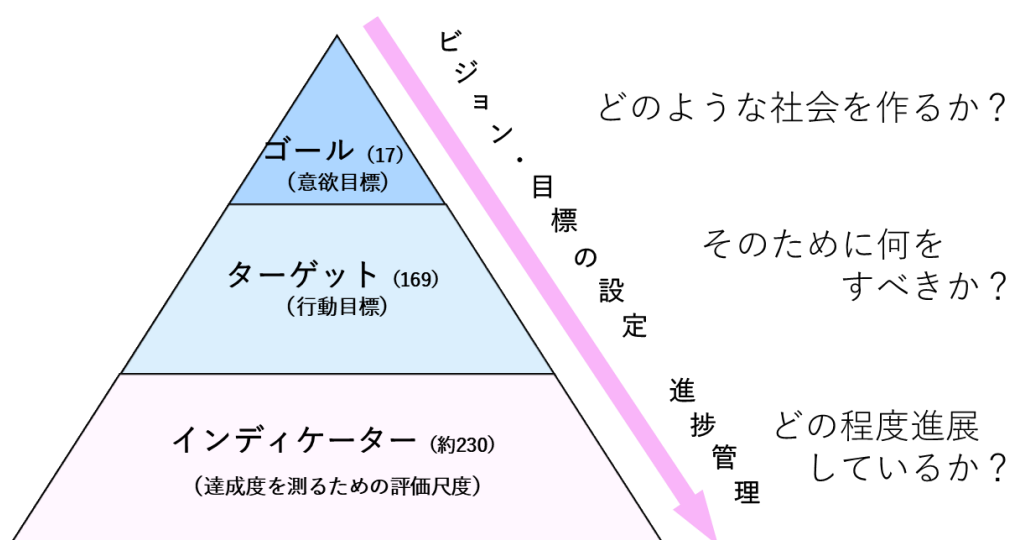 ゴール（17）
（意欲目標）
ターゲット（169）
（行動目標）
インディケーター（約230）
（達成度を測るための評価尺度）
ビジョン・目標の設定
進捗管理
どのような社会を作るか？
そのために何を
すべきか？
どの程度進展
しているか？